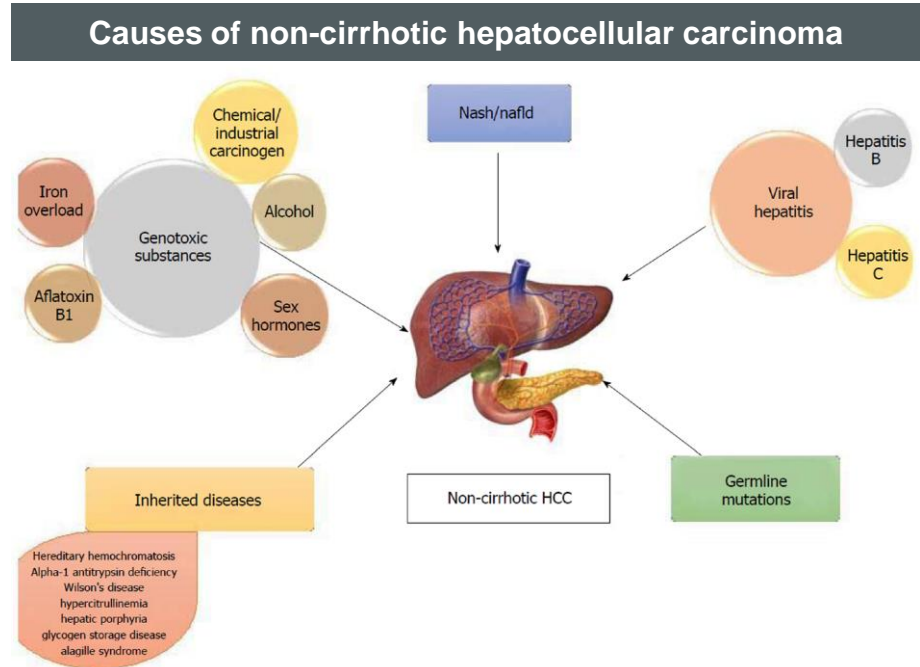 Causes of non-cirrhotic hepatocellular carcinoma
Chemical/
industrial
carcinogen
Iron
overload
Alcohol
Genotoxic
substances
Aflatoxin
B1
Sex
hormones
Nash/nafld
Hepatitis
B
Viral
hepatitis
Hepatitis
C
Inherited diseases
Non-cirrhotic HCC
Germline
mutations
Hereditary hemochromatosis
Alpha-1 antitrypsin deficiency
Wilson's disease
hypercitrullinemia
hepatic porphyria
glycogen storage disease
alagille syndrome